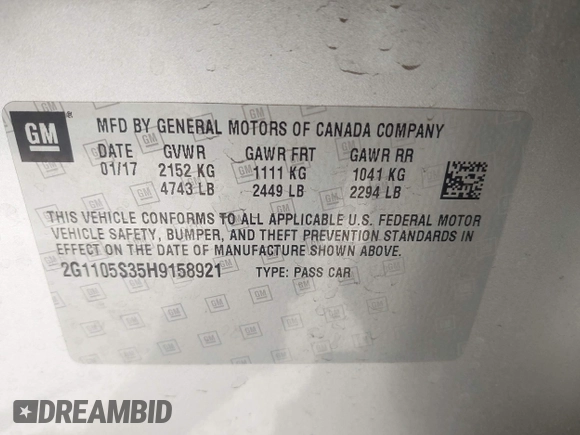 GM
MFD BY GENERAL MOTORS OF CANADA COMPANY
DATE GVWR GAWR FRT GAWR RR
01/17 2152 KG 1111 KG 1041 KG
4743 LB 2449 LB 2294 LB
THIS VEHICLE CONFORMS TO ALL APPLICABLE U.S. FEDERAL MOTOR
VEHICLE SAFETY, BUMPER, AND THEFT PREVENTION STANDARDS
IN EFFECT ON THE DATE OF MANUFACTURE SHOWN ABOVE.
2G1105S35H9158921 TYPE: PASS CAR
DREAMBID